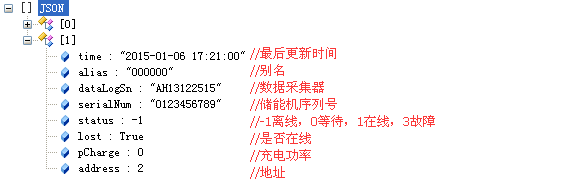 [] JSON
[0]
[1]
time : "2015-01-06 17:21:00" //最后更新时间
alias : "000000" //别名
dataLogSn : "AH13122515" //数据采集器
serialNum : "0123456789" //储能机序列号
status : -1 //-1离线，0等待，1在线，3故障
lost : True //是否在线
pCharge : 0 //充电功率
address : 2 //地址